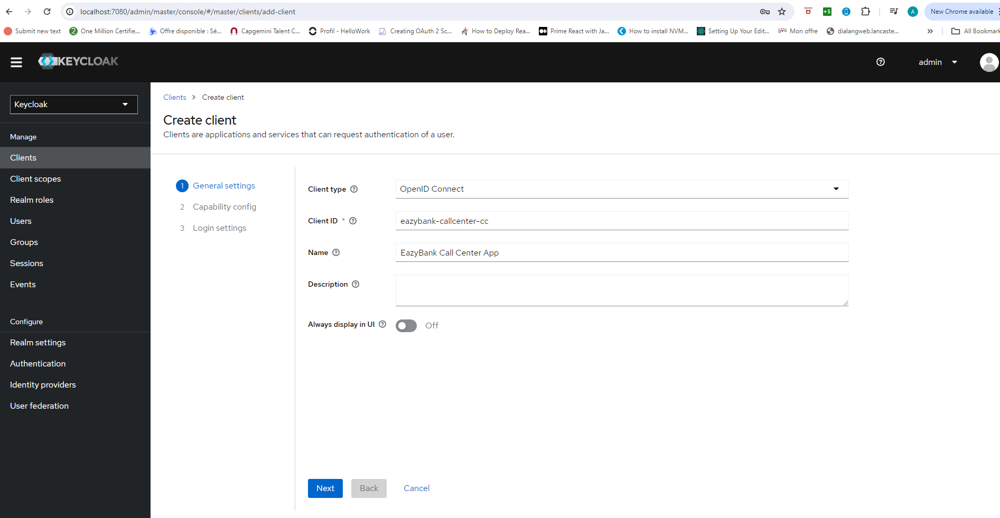 localhost:7080/admin/master/console/#/master/clients/add-client
New Chrome available
Submit new text
One Million Certifie...
Offre disponible : Sé...
Capgemini Talent C...
Profil - HelloWork
Creating OAuth 2 Sc...
How to Deploy Rea...
Prime React with Ja...
How to install NVM...
Setting Up Your Edit...
Mon offre
dialangweb.lancaste...
All Bookmark
KEYCLOAK
admin
Keycloak
Manage
Clients
Client scopes
Realm roles
Users
Groups
Sessions
Events
Configure
Realm settings
Authentication
Identity providers
User federation
Clients > Create client
Create client
Clients are applications and services that can request authentication of a user.
1 General settings
2 Capability config
3 Login settings
Client type
OpenID Connect
Client ID *
eazybank-callcenter-cc
Name
EazyBank Call Center App
Description
Always display in UI
Off
Next
Back
Cancel